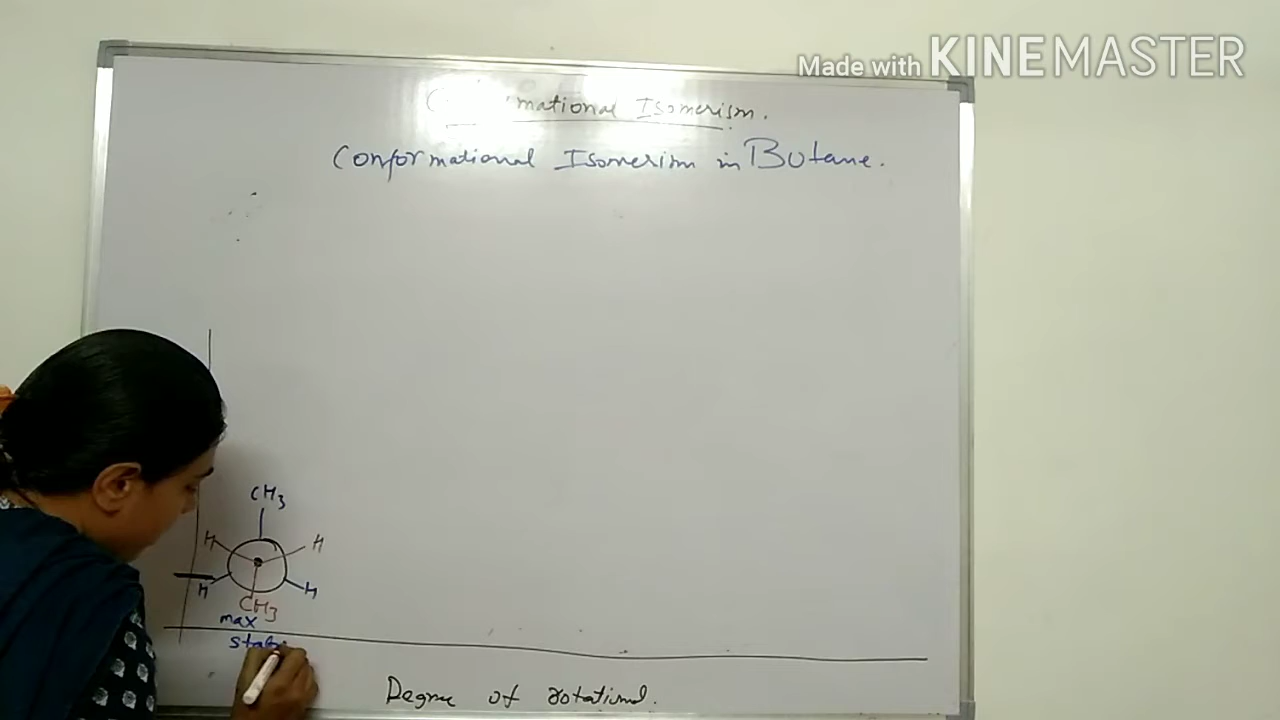 Made with KINEMASTER
mational Isomerism.
Conformational Isomerism in Butane.
CH3
H H
H H
CH3
max
Degree of rotational.